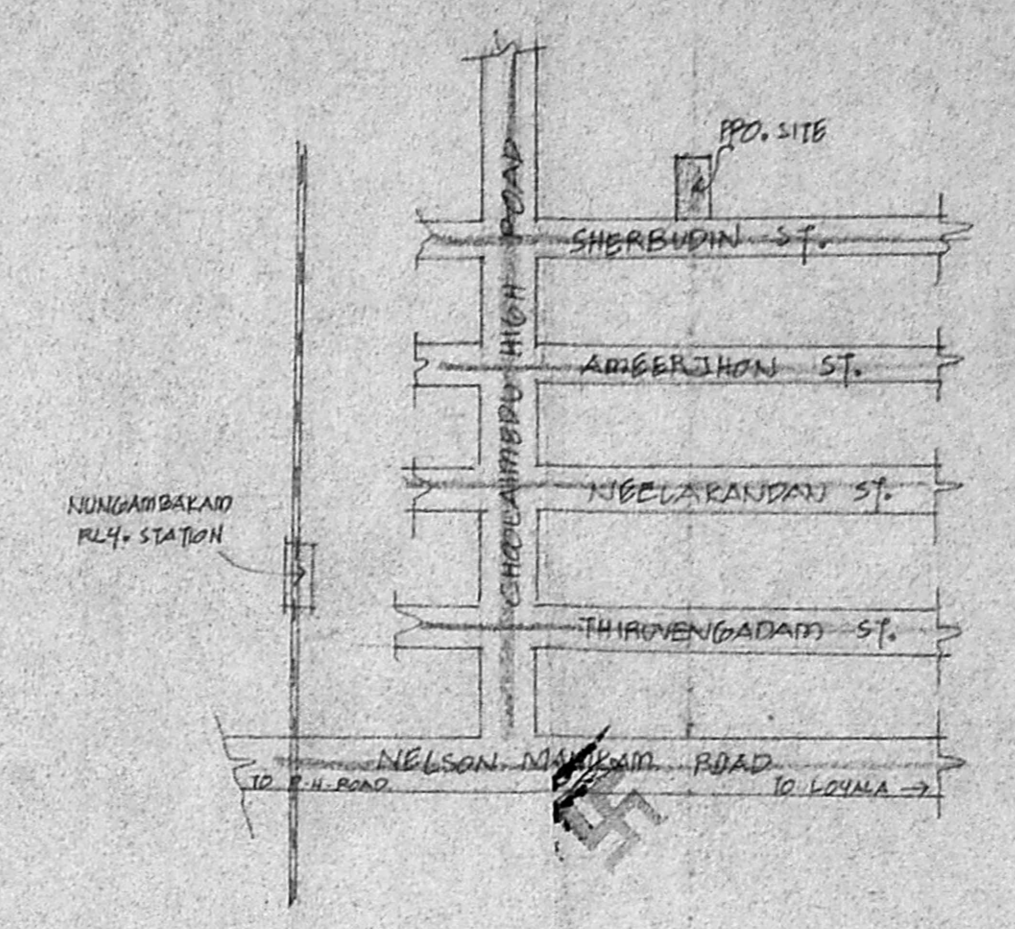 PPO. SITE
SHERBUDIN ST.
CHOOLAIMEDU HIGH ROAD
AMEERJHON ST.
NEELAKANDAN ST.
NUNGAMBAKAM
RLY. STATION
THIRUVENGADAM ST.
NELSON MANIKAM ROAD
TO P.H. ROAD
TO LOYALA